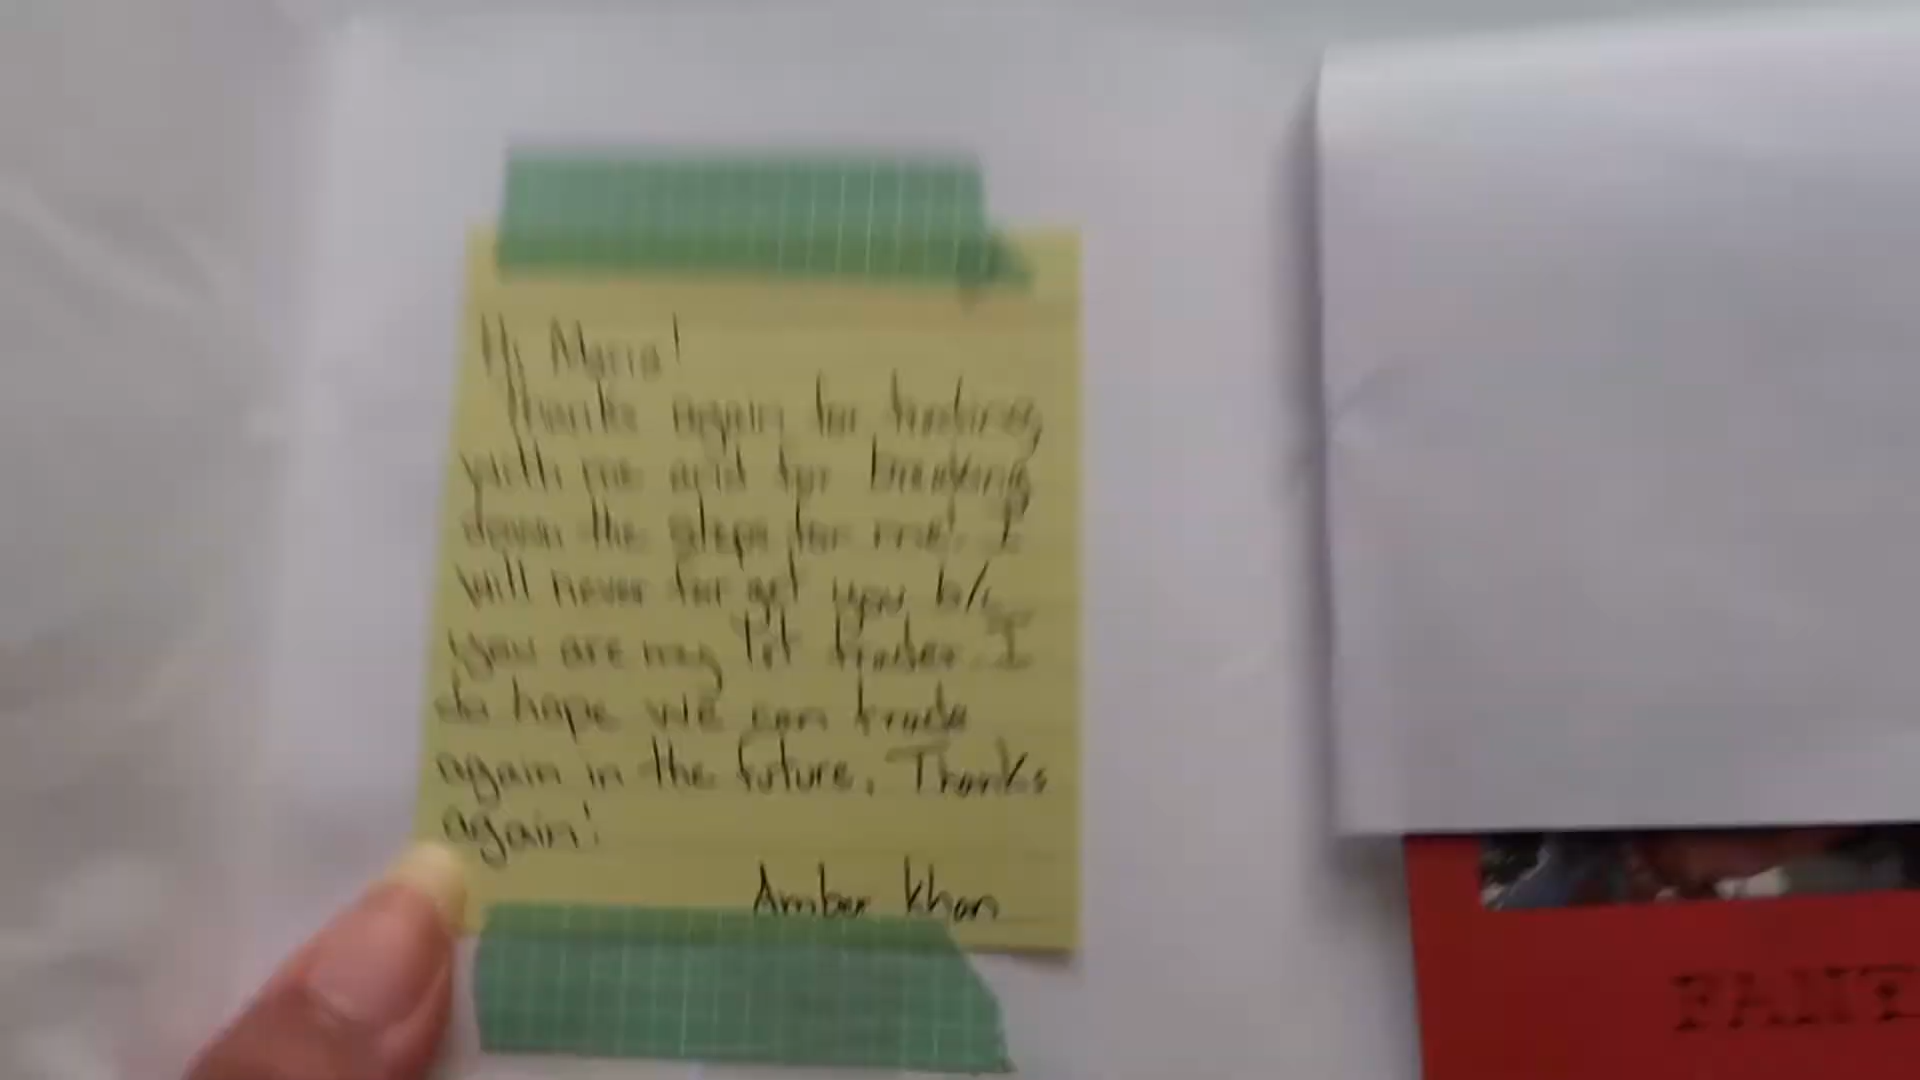 Hi Maria!
Thanks again for trading
with me and for breaking
down the steps for me! I
will never forget you b/c
you are my 1st trader. I
do hope we can trade
again in the future. Thanks
again!
Amber Khan